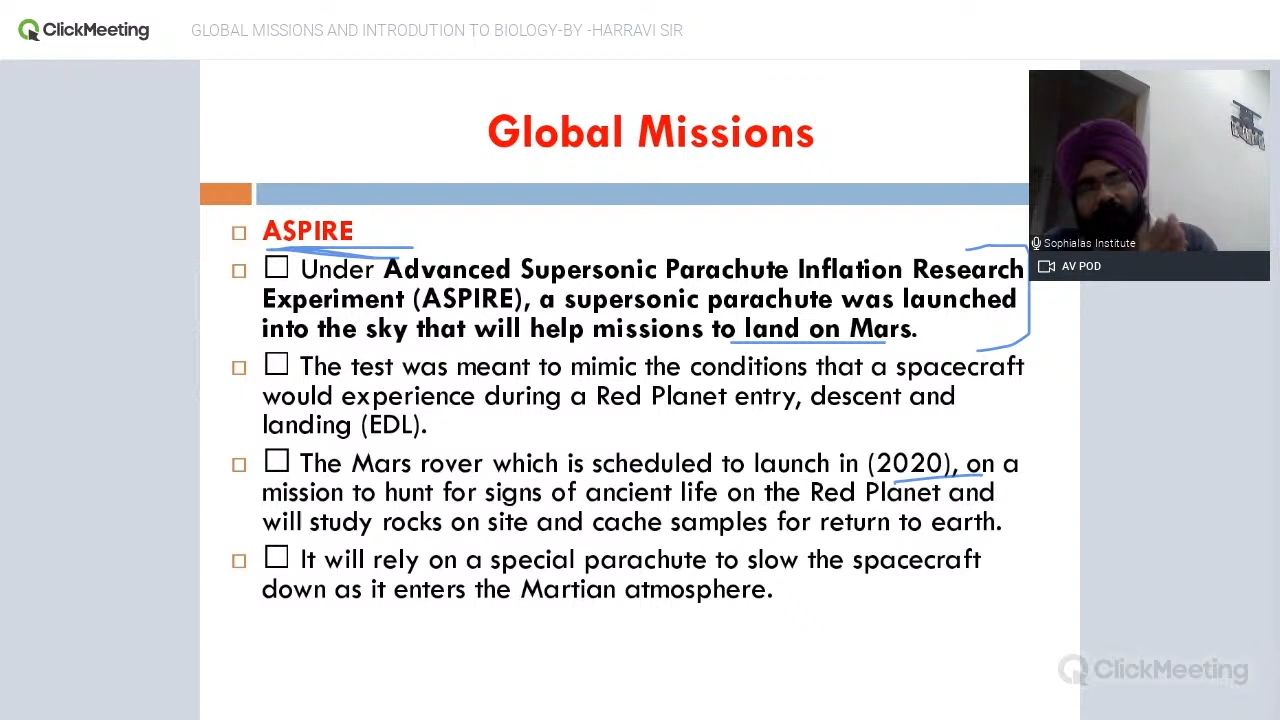 ClickMeeting
GLOBAL MISSIONS AND INTRODUTION TO BIOLOGY-BY -HARRAVI SIR
Global Missions
ASPIRE
Under Advanced Supersonic Parachute Inflation Research
Experiment (ASPIRE), a supersonic parachute was launched
into the sky that will help missions to land on Mars.
The test was meant to mimic the conditions that a spacecraft
would experience during a Red Planet entry, descent and
landing (EDL).
The Mars rover which is scheduled to launch in (2020), on a
mission to hunt for signs of ancient life on the Red Planet and
will study rocks on site and cache samples for return to earth.
It will rely on a special parachute to slow the spacecraft
down as it enters the Martian atmosphere.
Sophialas Institute
AV POD
ClickMeeting